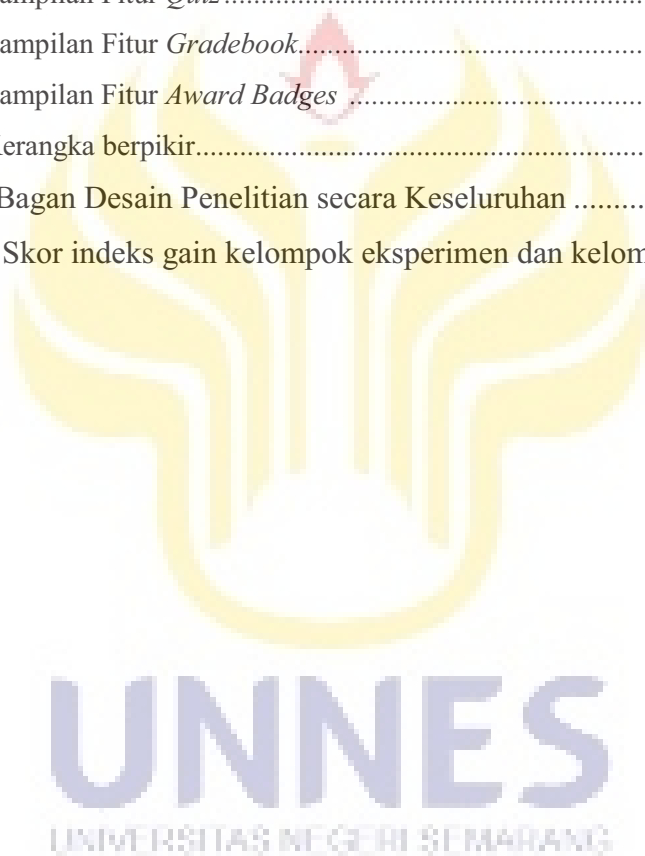 ampilan Fitur Quiz..........................................................
ampilan Fitur Gradebook..............................................
ampilan Fitur Award Badges ........................................
erangka berpikir.............................................................
Bagan Desain Penelitian secara Keseluruhan .........
Skor indeks gain kelompok eksperimen dan kelom
UNNES
UNIVERSITAS NEGERI SEMARANG